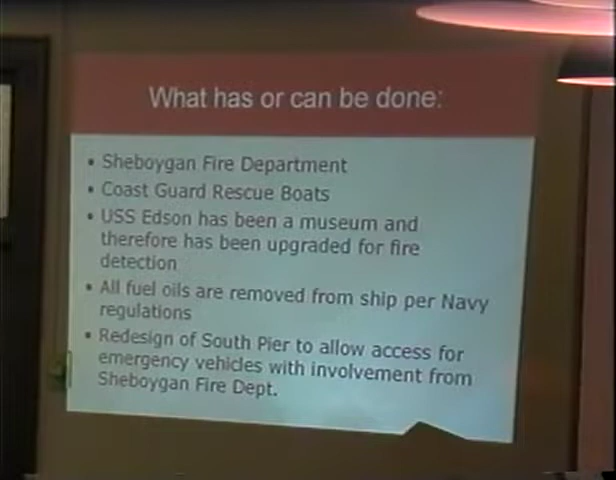 What has or can be done:
• Sheboygan Fire Department
• Coast Guard Rescue Boats
• USS Edson has been a museum and
therefore has been upgraded for fire
detection
• All fuel oils are removed from ship per Navy
regulations
• Redesign of South Pier to allow access for
emergency vehicles with involvement from
Sheboygan Fire Dept.